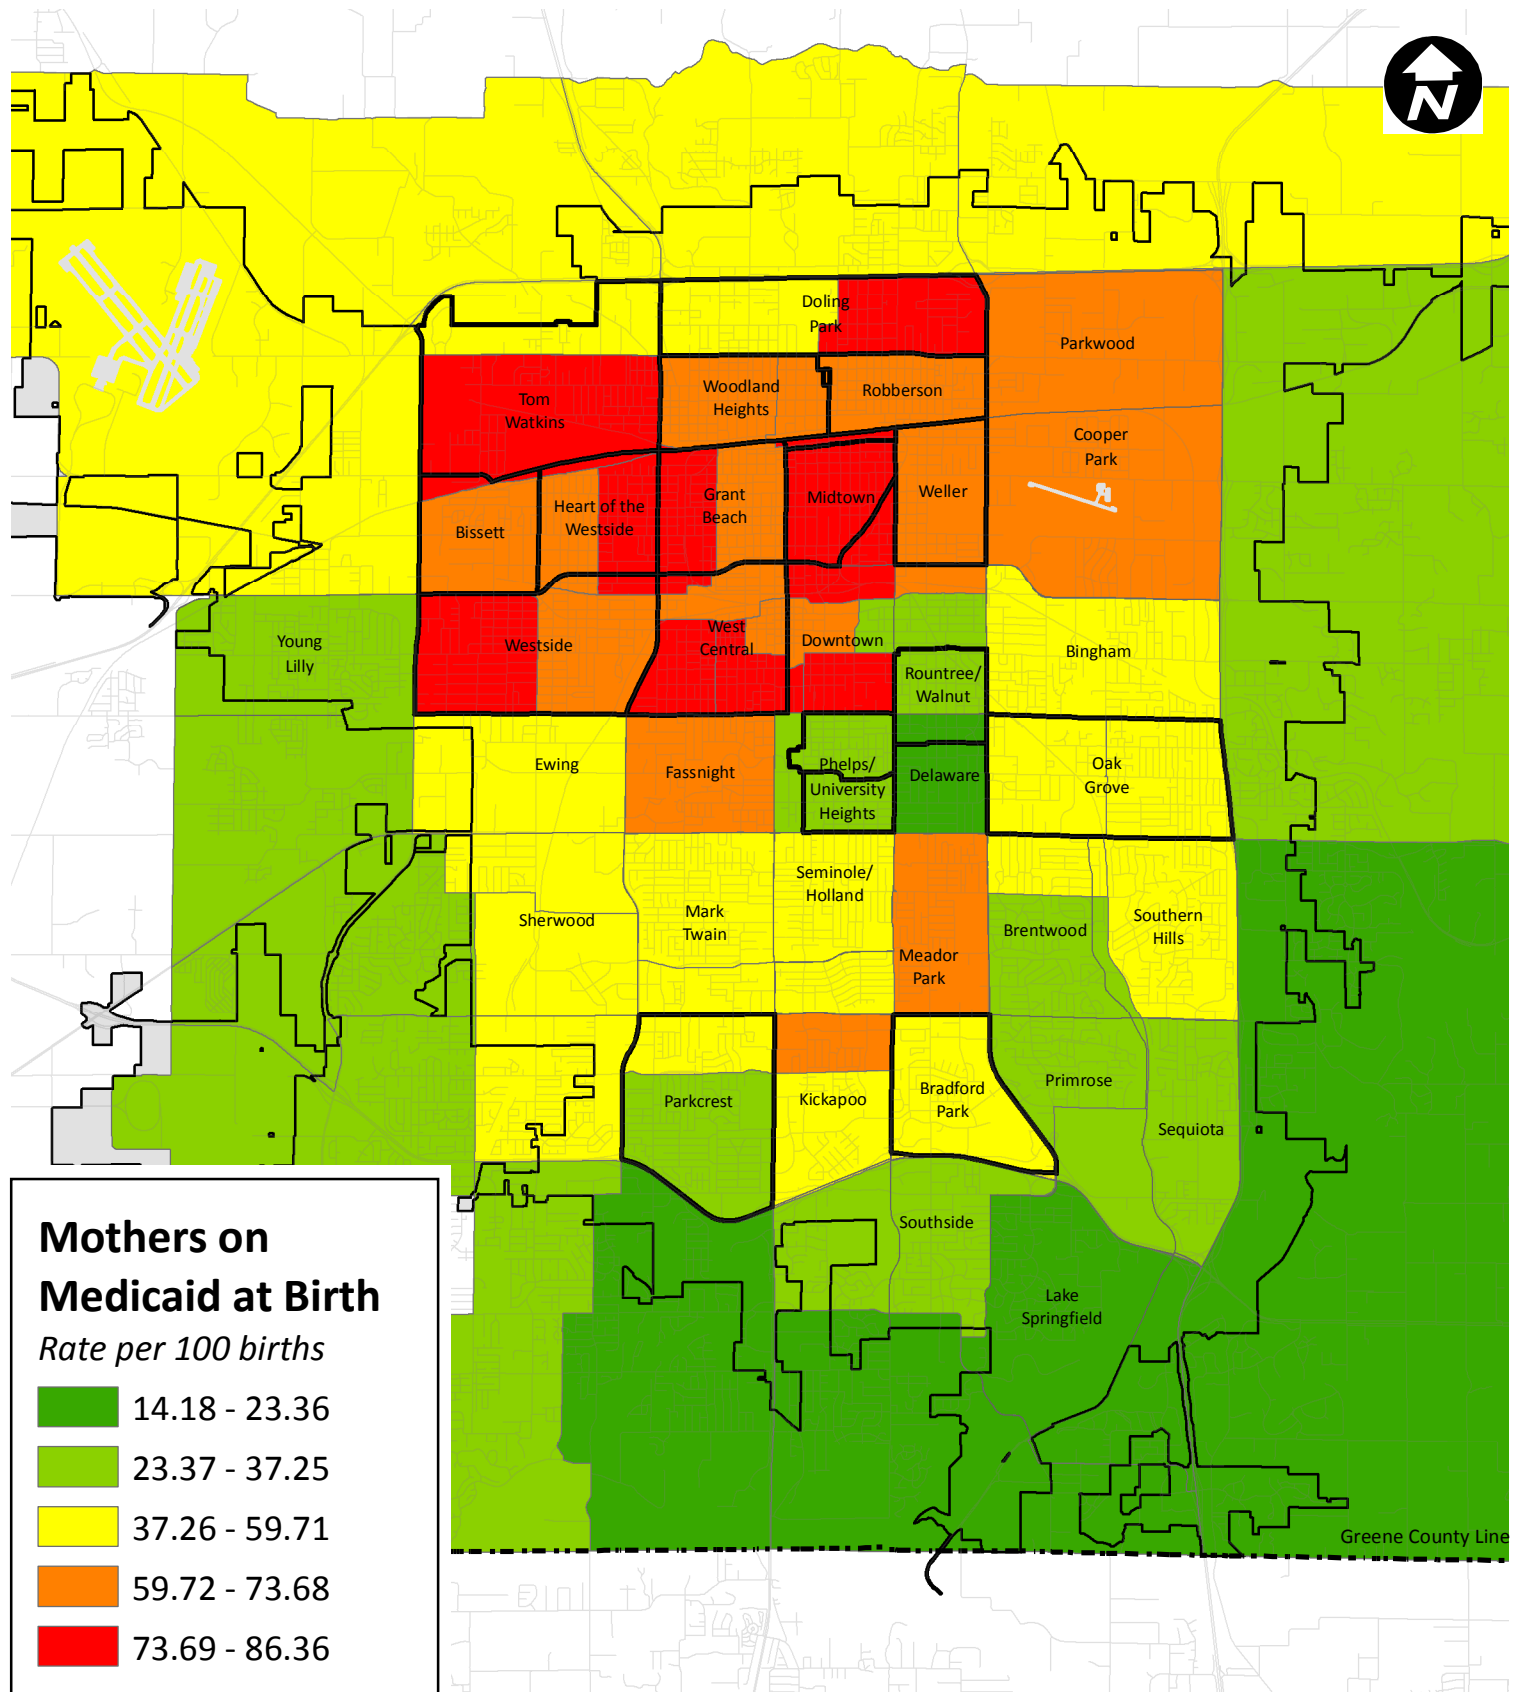 N
Doling
Park
Parkwood
Woodland
Heights
Robberson
Tom
Watkins
Cooper
Park
Grant
Beach
Midtown
Weller
Heart of the
Westside
Bissett
Young
Lilly
Westside
West
Central
Downtown
Bingham
Rountree/
Walnut
Ewing
Fassnight
Phelps/
University
Heights
Delaware
Oak
Grove
Seminole/
Holland
Sherwood
Mark
Twain
Meador
Park
Brentwood
Southern
Hills
Parkcrest
Kickapoo
Bradford
Park
Primrose
Sequiota
Southside
Lake
Springfield
Greene County Line
Mothers on
Medicaid at Birth
Rate per 100 births
14.18 - 23.36
23.37 - 37.25
37.26 - 59.71
59.72 - 73.68
73.69 - 86.36